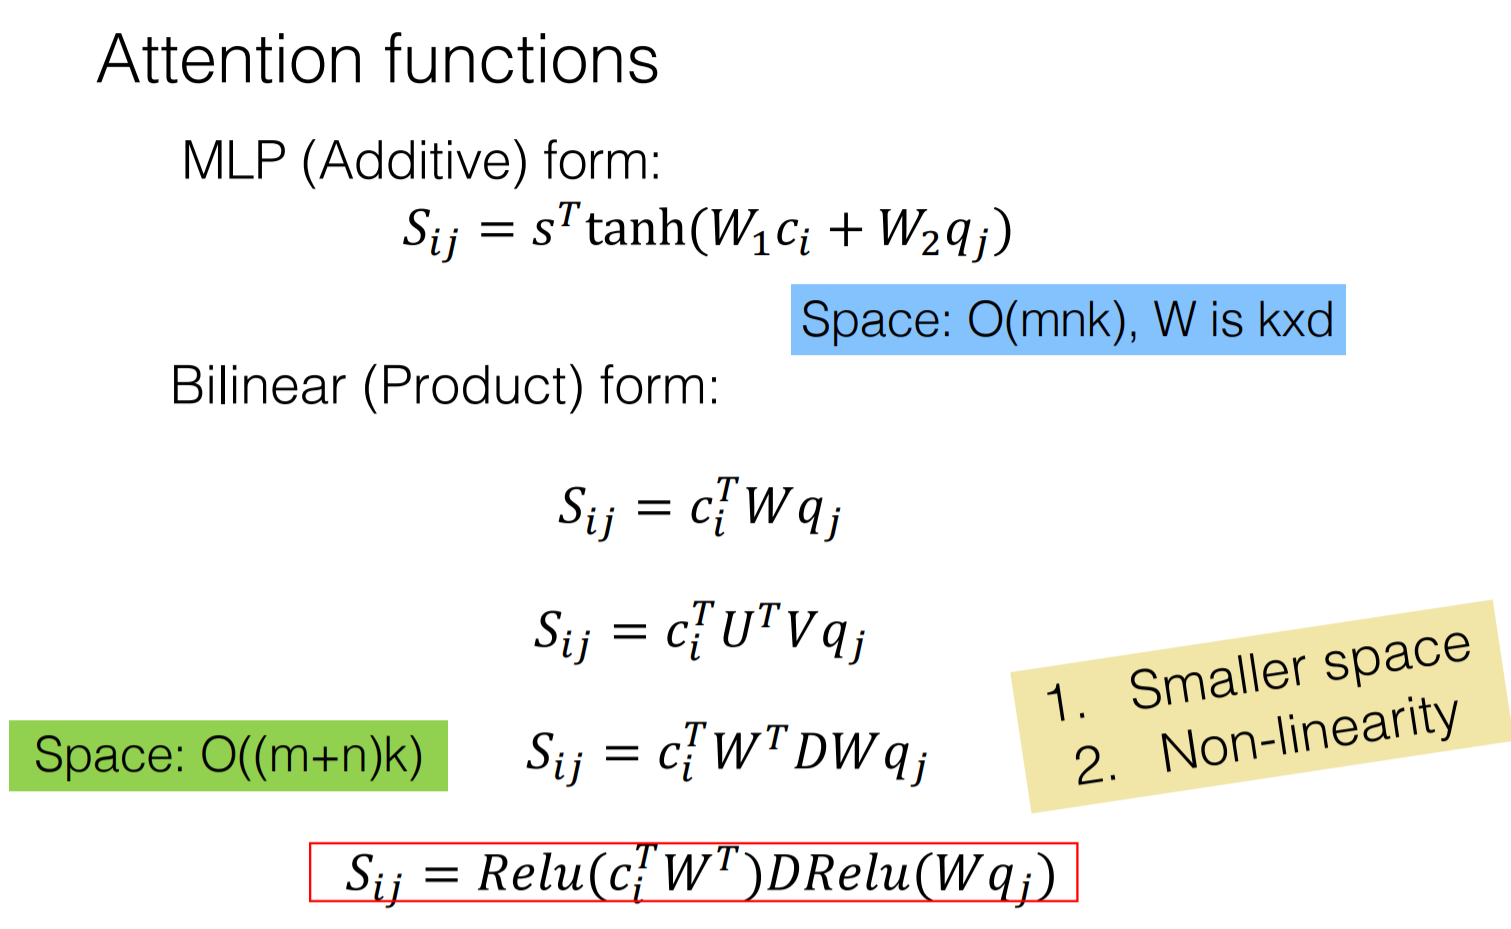 Attention functions
MLP (Additive) form:
S_{ij} = s^T tanh(W_1 c_i + W_2 q_j)
Space: O(mnk), W is kxd
Bilinear (Product) form:
S_{ij} = c_i^T W q_j
S_{ij} = c_i^T U^T V q_j
Space: O((m+n)k)
S_{ij} = c_i^T W^T D W q_j
1. Smaller space
2. Non-linearity
S_{ij} = Relu(c_i^T W^T)DRelu(W q_j)